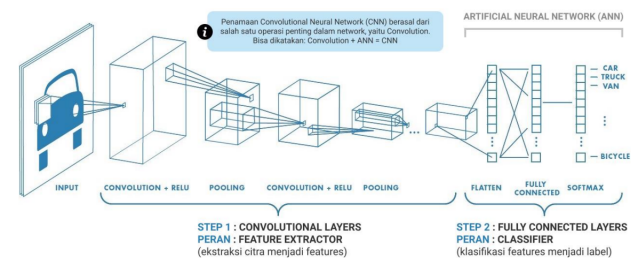 Penamaan Convolutional Neural Network (CNN) berasal dari
salah satu operasi penting dalam network, yaitu Convolution.
Bisa dikatakan: Convolution + ANN = CNN
ARTIFICIAL NEURAL NETWORK (ANN)
CAR
TRUCK
VAN
BICYCLE
INPUT
CONVOLUTION + RELU
POOLING
CONVOLUTION + RELU
POOLING
FLATTEN
FULLY
CONNECTED
SOFTMAX
STEP 1 : CONVOLUTIONAL LAYERS
PERAN : FEATURE EXTRACTOR
(ekstraksi citra menjadi features)
STEP 2 : FULLY CONNECTED LAYERS
PERAN : CLASSIFIER
(klasifikasi features menjadi label)